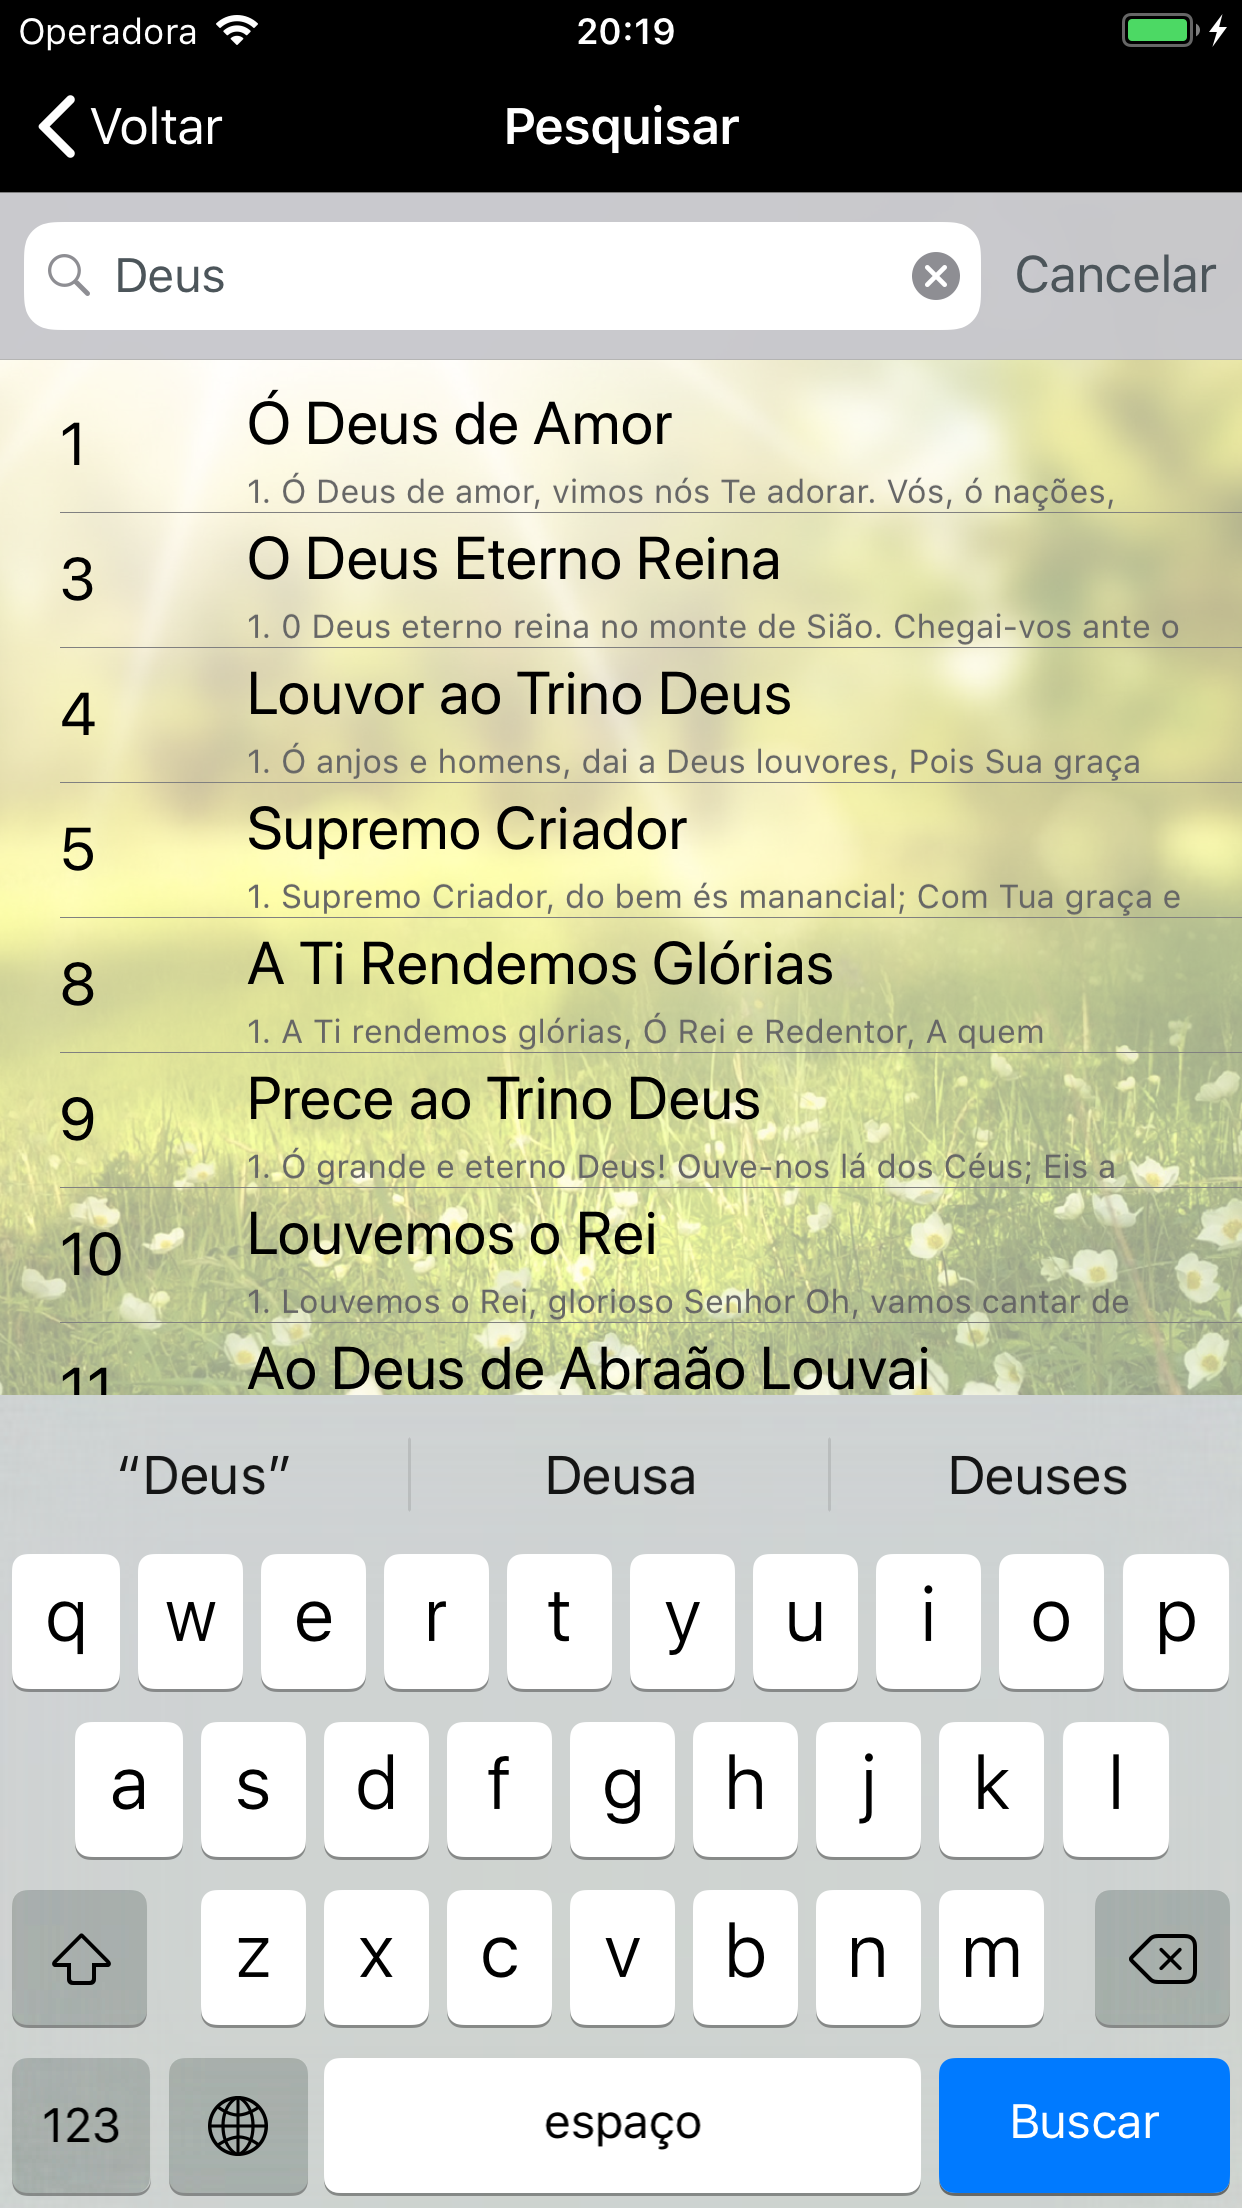 Operadora 20:19
Voltar Pesquisar
Deus Cancelar
1 Ó Deus de Amor
1. Ó Deus de amor, vimos nós Te adorar. Vós, ó nações,
3 O Deus Eterno Reina
1. 0 Deus eterno reina no monte de Sião. Chegai-vos ante o
4 Louvor ao Trino Deus
1. Ó anjos e homens, dai a Deus louvores, Pois Sua graça
5 Supremo Criador
1. Supremo Criador, do bem és manancial; Com Tua graça e
8 A Ti Rendemos Glórias
1. A Ti rendemos glórias, Ó Rei e Redentor, A quem
9 Prece ao Trino Deus
1. Ó grande e eterno Deus! Ouve-nos lá dos Céus; Eis a
10 Louvemos o Rei
1. Louvemos o Rei, glorioso Senhor Oh, vamos cantar de
11 Ao Deus de Abraão Louvai
“Deus” Deusa Deuses
q w e r t y u i o p
a s d f g h j k l
z x c v b n m
123 espaço Buscar